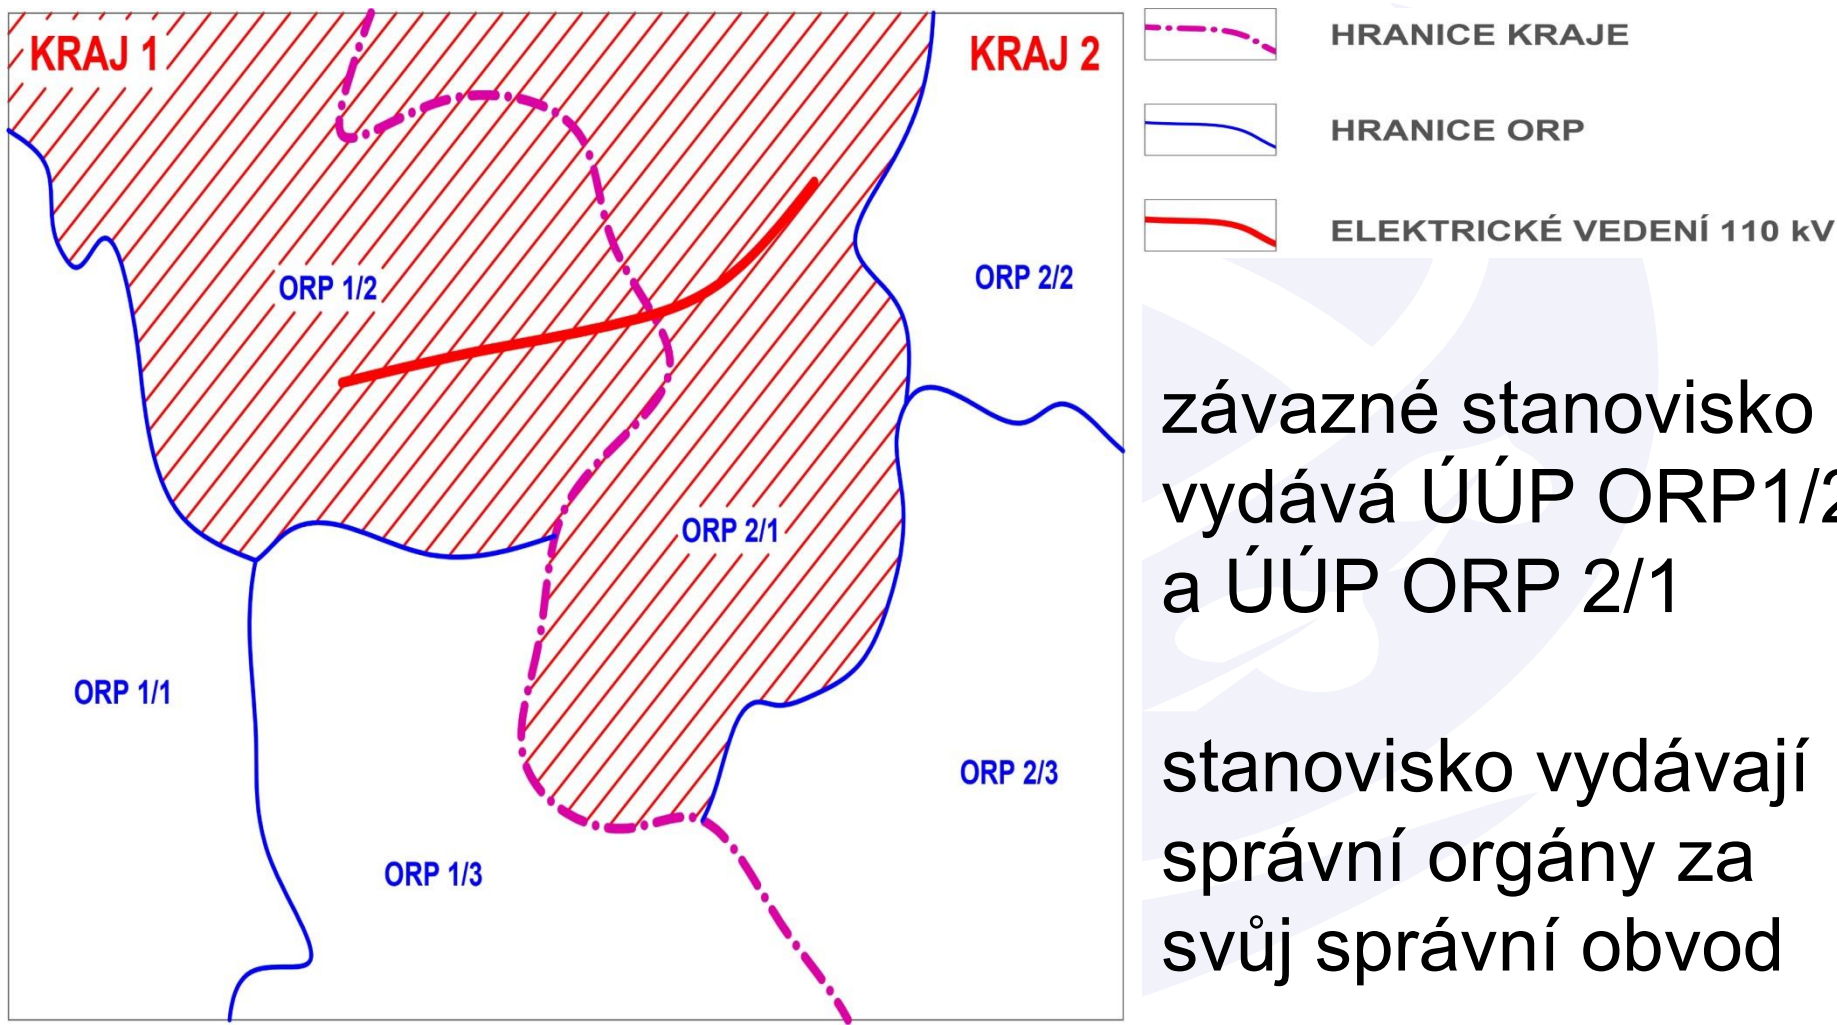 KRAJ 1
KRAJ 2
ORP 1/2
ORP 2/2
ORP 2/1
ORP 1/1
ORP 2/3
ORP 1/3
HRANICE KRAJE
HRANICE ORP
ELEKTRICKÉ VEDENÍ 110 kV
závazné stanovisko
vydává ÚÚP ORP1/2
a ÚÚP ORP 2/1
stanovisko vydávají
správní orgány za
svůj správní obvod